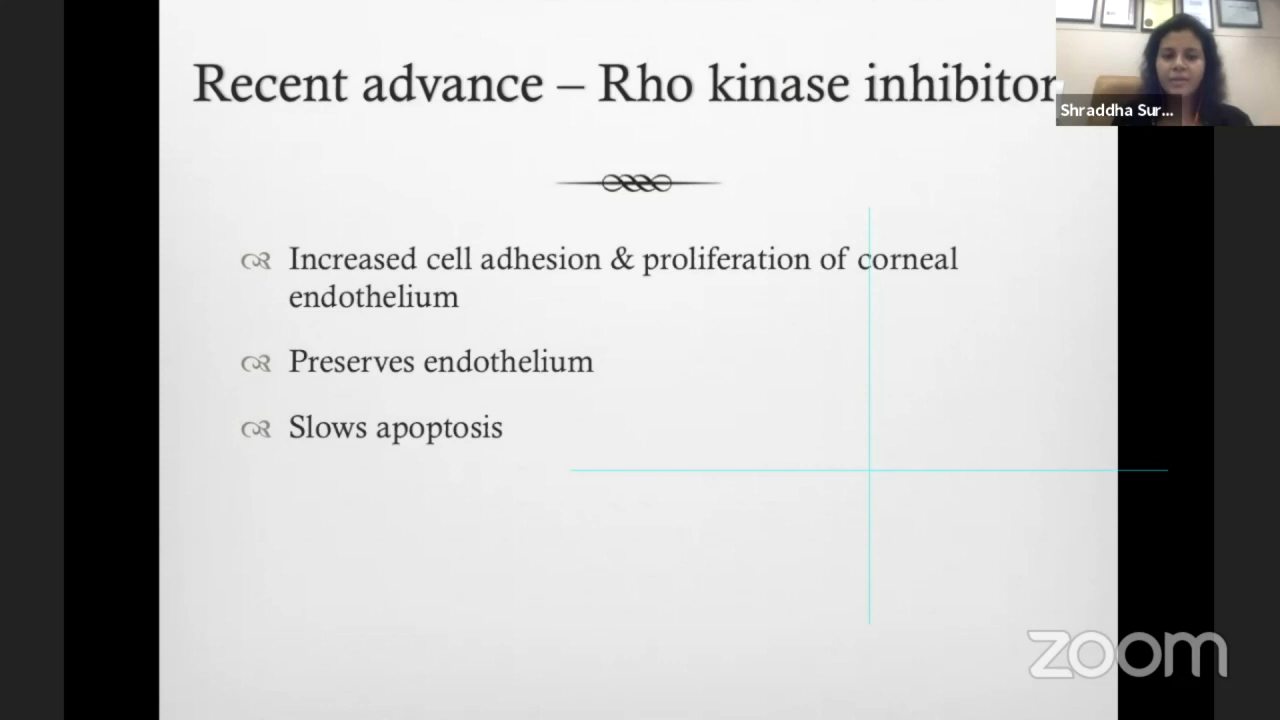 Recent advance – Rho kinase inhibitor
Shraddha Sur...
Increased cell adhesion & proliferation of corneal
endothelium
Preserves endothelium
Slows apoptosis
zoom